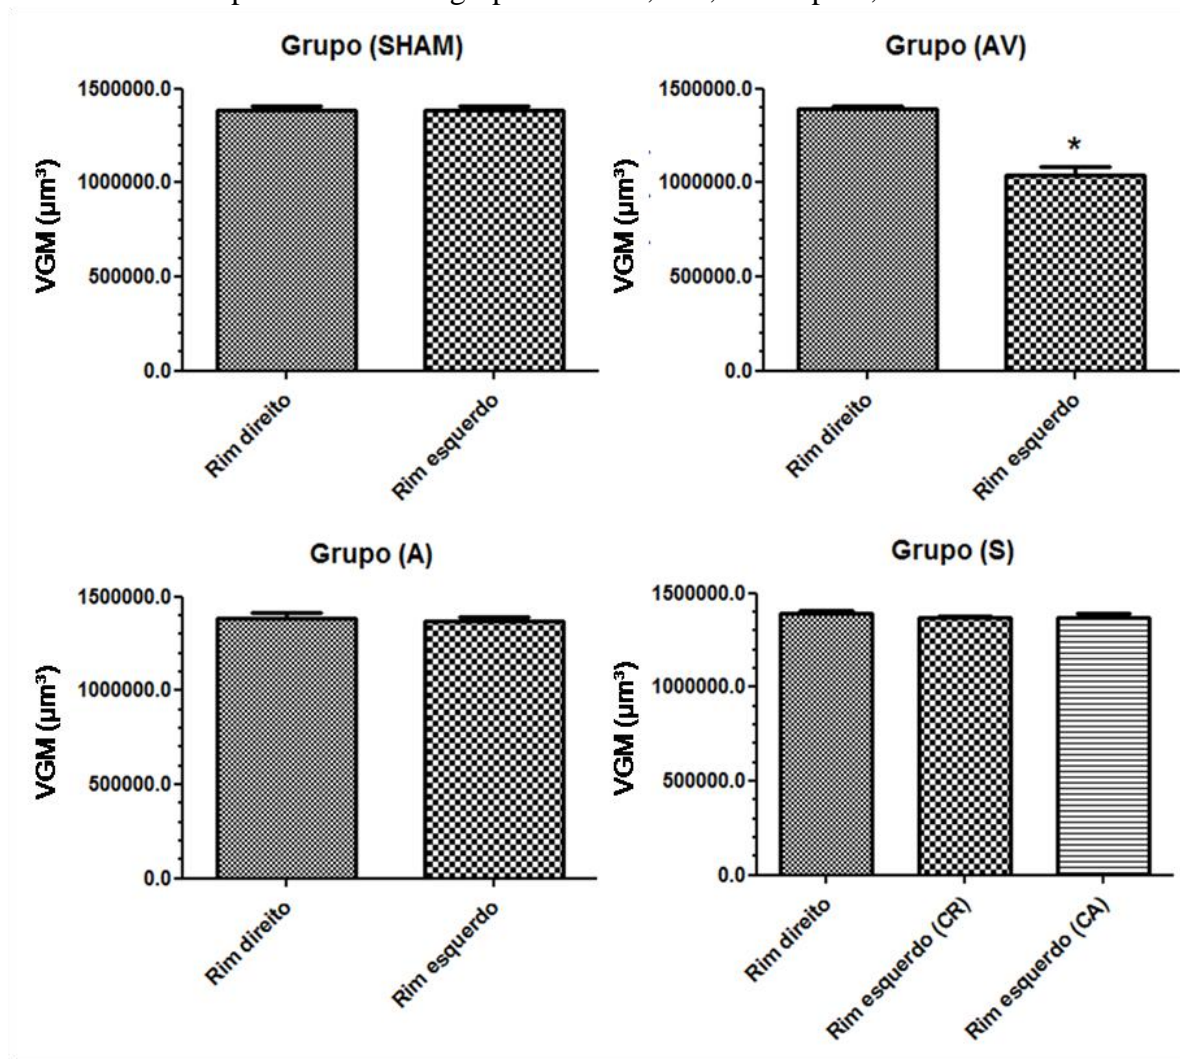 Grupo (SHAM)
VGM (µm³)
1500000.0
1000000.0
500000.0
0.0
Rim direito
Rim esquerdo
Grupo (AV)
VGM (µm³)
1500000.0
1000000.0
500000.0
0.0
*
Rim direito
Rim esquerdo
Grupo (A)
VGM (µm³)
1500000.0
1000000.0
500000.0
0.0
Rim direito
Rim esquerdo
Grupo (S)
VGM (µm³)
1500000.0
1000000.0
500000.0
0.0
Rim direito
Rim esquerdo (CR)
Rim esquerdo (CA)